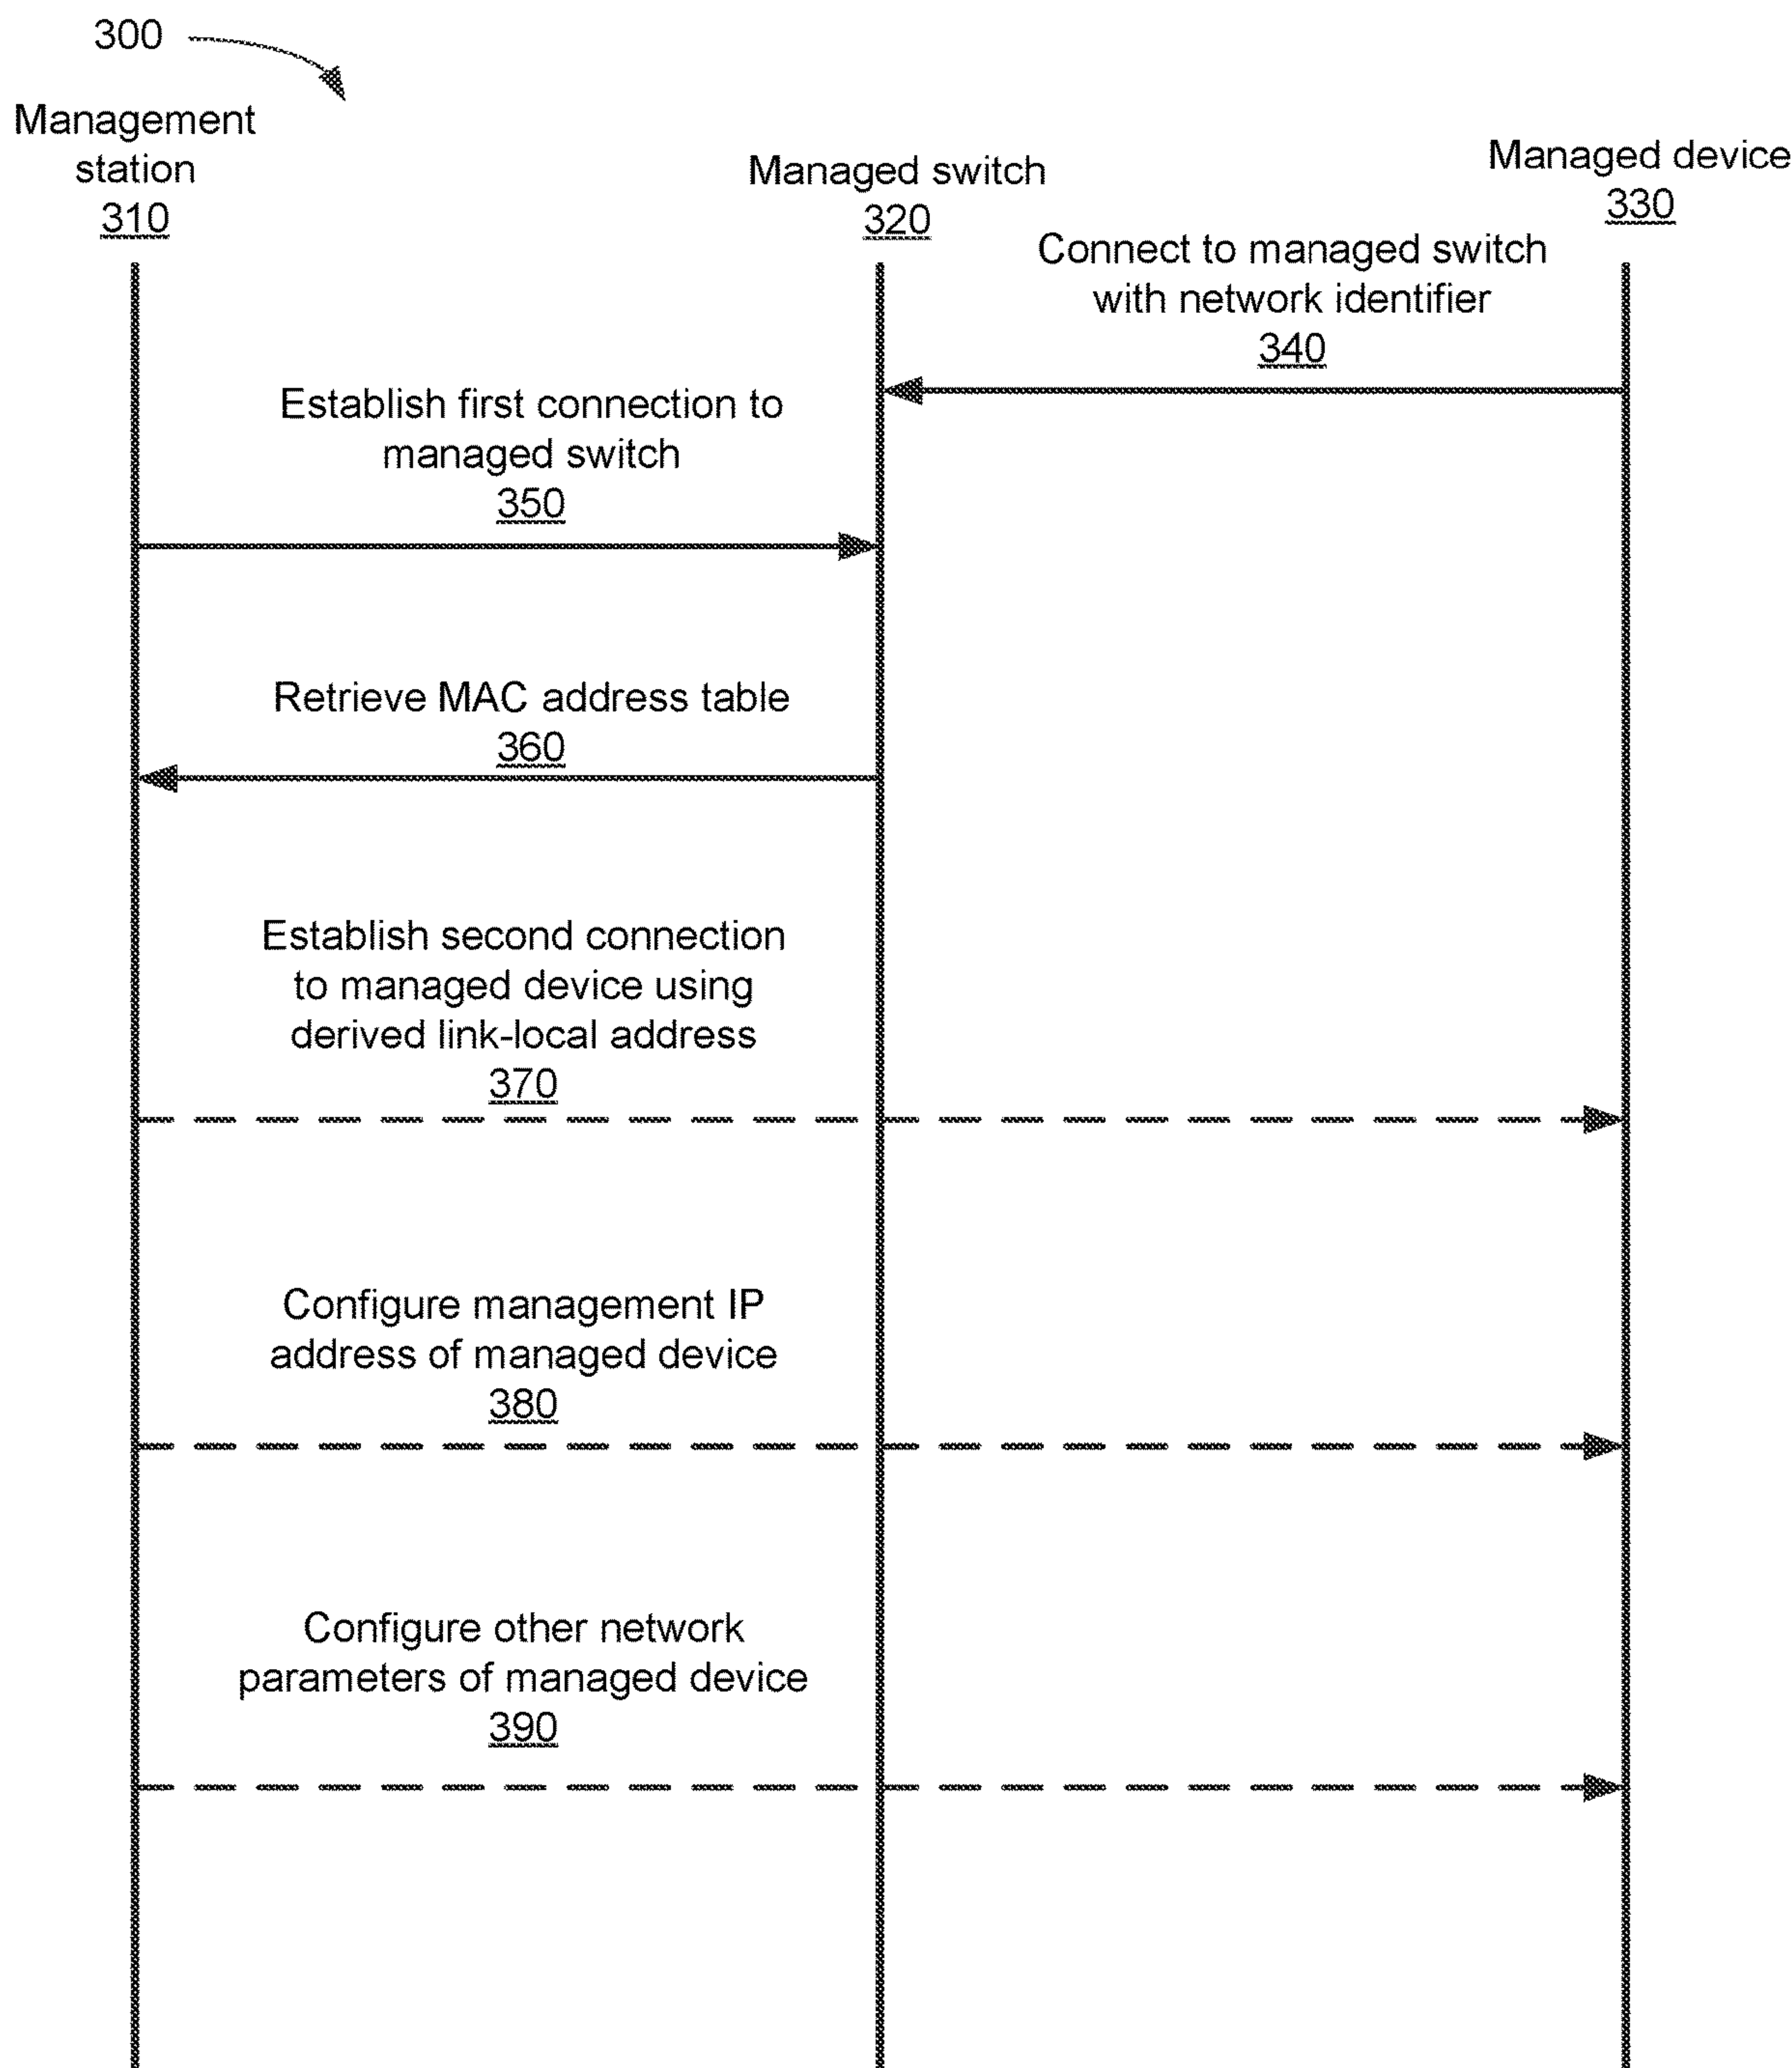 300
Management
station
310
Managed switch
320
Managed device
330
Connect to managed switch
with network identifier
340
Establish first connection to
managed switch
350
Retrieve MAC address table
360
Establish second connection
to managed device using
derived link-local address
370
Configure management IP
address of managed device
380
Configure other network
parameters of managed device
390